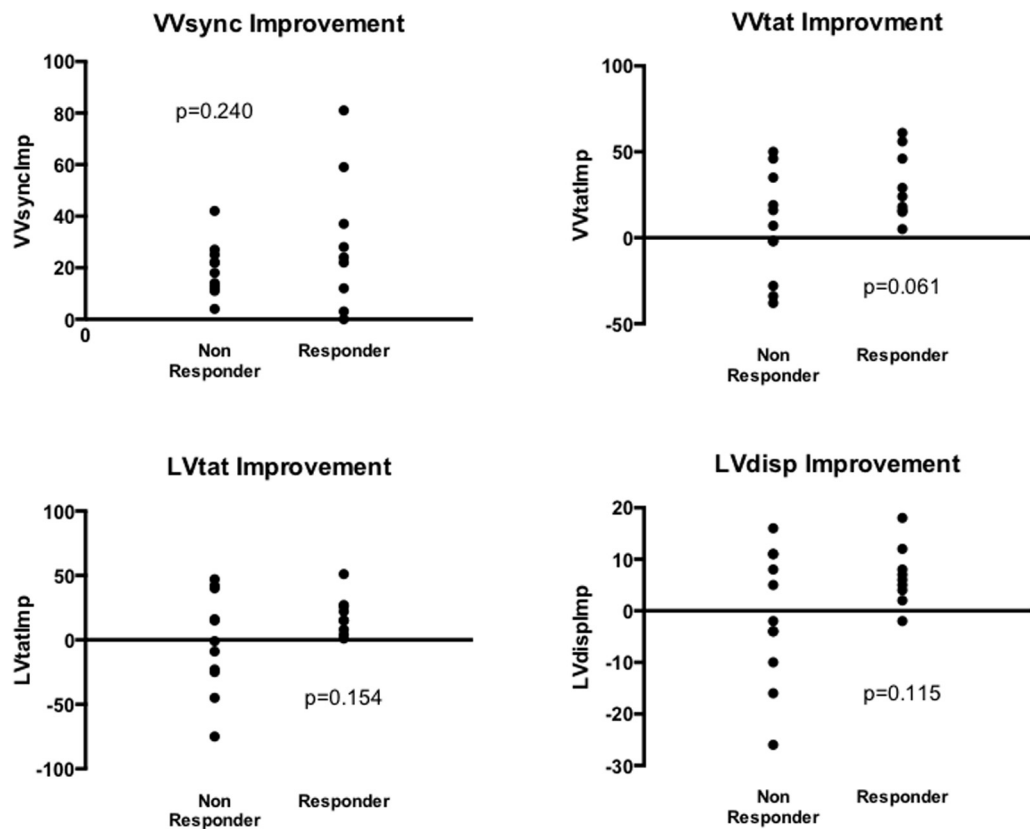 VVsync Improvement
100
80
60
40
20
0
0
VVsyncImp
p=0.240
Non
Responder
Responder
VVtat Improvment
100
50
0
-50
VVtatImp
p=0.061
Non
Responder
Responder
LVtat Improvement
100
50
0
-50
-100
LVtatImp
p=0.154
Non
Responder
Responder
LVdisp Improvement
20
10
0
-10
-20
-30
LVdispImp
p=0.115
Non
Responder
Responder